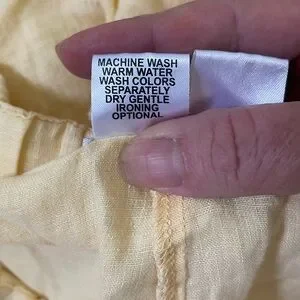 MACHINE WASH
WARM WATER
WASH COLORS
SEPARATELY
DRY GENTLE
IRONING
OPTIONAL